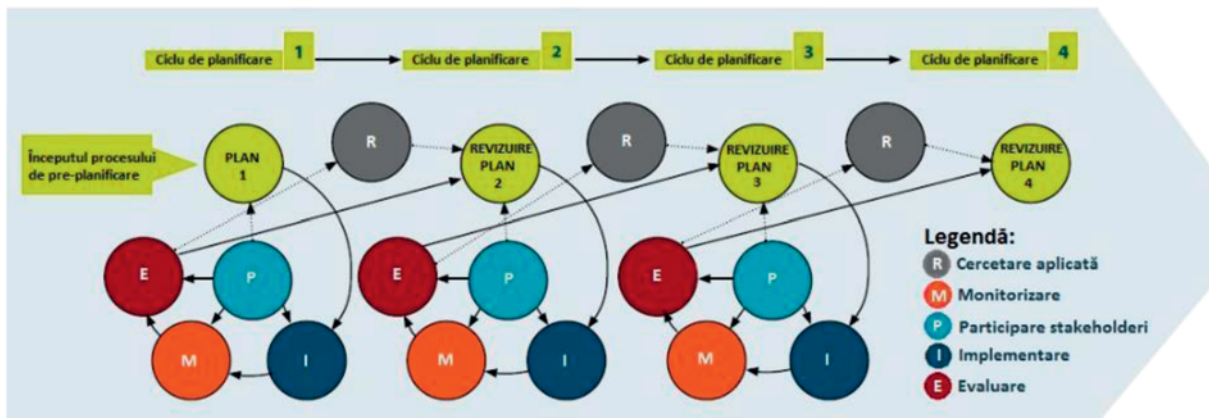 Ciclu de planificare 1
Ciclu de planificare 2
Ciclu de planificare 3
Ciclu de planificare 4
Începutul procesului
de pre-planificare
PLAN
1
R
REVIZUIRE
PLAN
2
R
REVIZUIRE
PLAN
3
R
REVIZUIRE
PLAN
4
E
P
M
I
E
P
M
I
E
P
M
I
Legendă:
R Cercetare aplicată
M Monitorizare
P Participare stakeholderi
I Implementare
E Evaluare